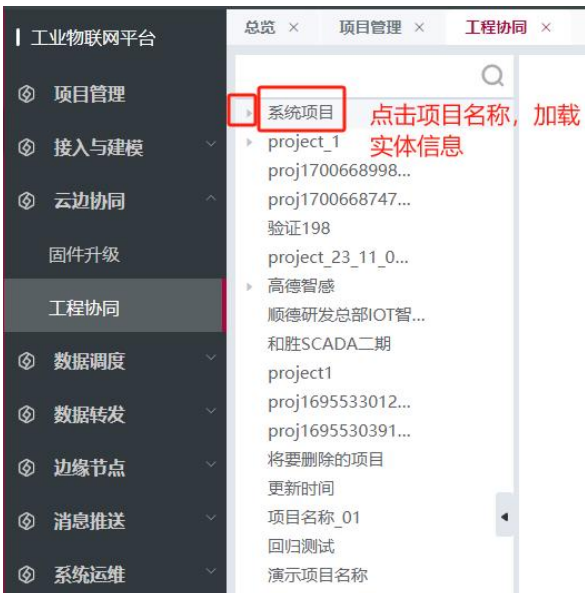 工业物联网平台
总览 × 项目管理 × 工程协同 ×
项目管理
接入与建模
云边协同
固件升级
工程协同
数据调度
数据转发
边缘节点
消息推送
系统运维
系统项目
project_1
proj1700668998...
proj1700668747...
验证198
project_23_11_0...
高德智感
顺德研发总部IOT智...
和胜SCADA二期
project1
proj1695533012...
proj1695530391...
将要删除的项目
更新时间
项目名称_01
回归测试
演示项目名称
点击项目名称，加载
实体信息